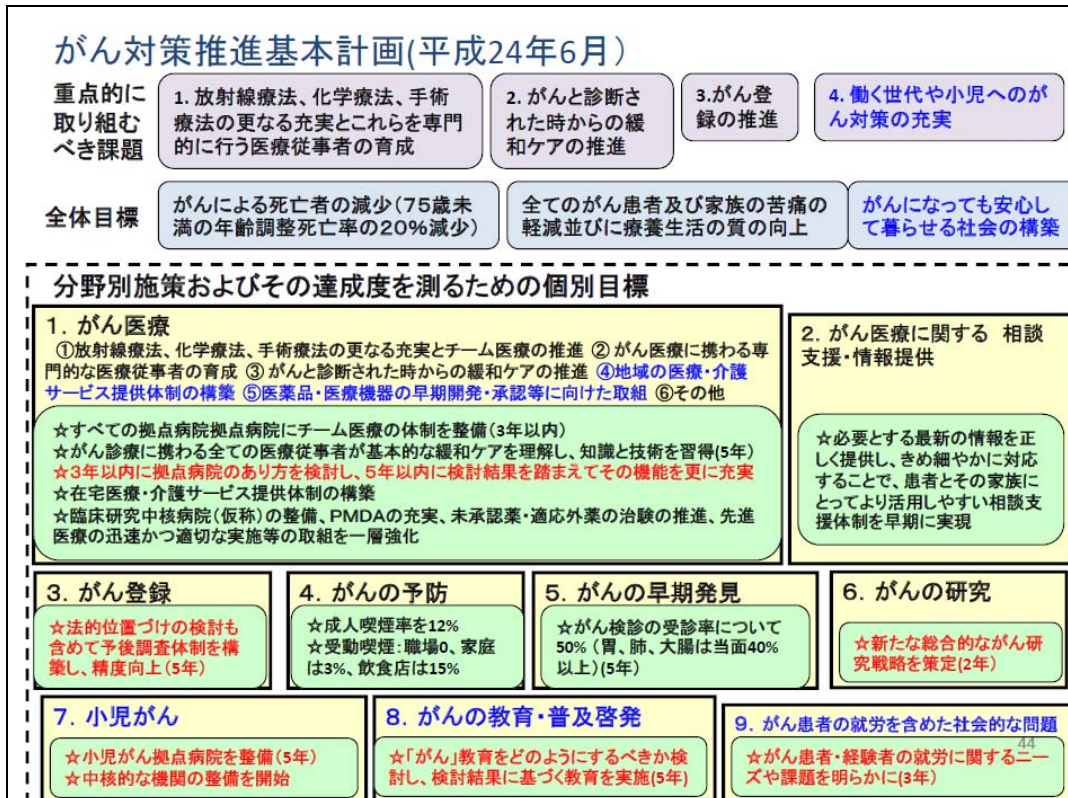 がん対策推進基本計画(平成24年6月)
重点的に
取り組む
べき課題
1. 放射線療法、化学療法、手術
療法の更なる充実とこれらを専門
的に行う医療従事者の育成
2. がんと診断さ
れた時からの緩
和ケアの推進
3.がん登
録の推進
4. 働く世代や小児へのが
ん対策の充実
全体目標
がんによる死亡者の減少(75歳未
満の年齢調整死亡率の20%減少)
全てのがん患者及び家族の苦痛の
軽減並びに療養生活の質の向上
がんになっても安心し
て暮らせる社会の構築
分野別施策およびその達成度を測るための個別目標
1. がん医療
①放射線療法、化学療法、手術療法の更なる充実とチーム医療の推進 ② がん医療に携わる専
門的な医療従事者の育成 ③ がんと診断された時からの緩和ケアの推進 ④地域の医療・介護
サービス提供体制の構築 ⑤医薬品・医療機器の早期開発・承認等に向けた取組 ⑥その他
☆すべての拠点病院拠点病院にチーム医療の体制を整備(3年以内)
☆がん診療に携わる全ての医療従事者が基本的な緩和ケアを理解し、知識と技術を習得(5年)
☆3年以内に拠点病院のあり方を検討し、5年以内に検討結果を踏まえてその機能を更に充実
☆在宅医療・介護サービス提供体制の構築
☆臨床研究中核病院(仮称)の整備、PMDAの充実、未承認薬・適応外薬の治験の推進、先進
医療の迅速かつ適切な実施等の取組を一層強化
2. がん医療に関する 相談
支援・情報提供
☆必要とする最新の情報を正
しく提供し、きめ細やかに対応
することで、患者とその家族に
とってより活用しやすい相談支
援体制を早期に実現
3. がん登録
☆法的位置づけの検討も
含めて予後調査体制を構
築し、精度向上(5年)
4. がんの予防
☆成人喫煙率を12%
☆受動喫煙:職場0、家庭
は3%、飲食店は15%
5. がんの早期発見
☆がん検診の受診率について
50% (胃、肺、大腸は当面40%
以上)(5年)
6. がんの研究
☆新たな総合的ながん研
究戦略を策定(2年)
7. 小児がん
☆小児がん拠点病院を整備(5年)
☆中核的な機関の整備を開始
8. がんの教育・普及啓発
☆「がん」教育をどのようにするべきか検
討し、検討結果に基づく教育を実施(5年)
9. がん患者の就労を含めた社会的な問題
☆がん患者・経験者の就労に関するニー
ズや課題を明らかに(3年)
44